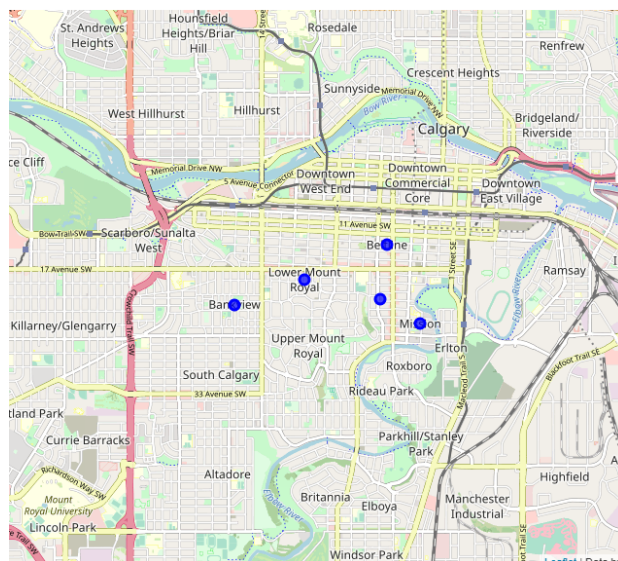 Hounsfield
Heights/Briar
Hill
14 Street
Rosedale
St. Andrews
Heights
Renfrew
Crescent Heights
Sunnyside
Memorial Drive NW
West Hillhurst
Hillhurst
Bow River
Calgary
Bridgeland/
Riverside
ce Cliff
Memorial Drive NW
5 Avenue Connector
Downtown
West End
Downtown
Commercial
Core
Downtown
East Village
Bow Trail SW
Scarboro/Sunalta
West
11 Avenue SW
17 Avenue SW
Lower Mount
Royal
1 Street SE
Elbow River
Ramsay
Killarney/Glengarry
Crowchild Trail SW
Upper Mount
Royal
Erlton
Roxboro
Macleod Trail S
Blackfoot Trail SE
South Calgary
33 Avenue SW
Rideau Park
tland Park
Currie Barracks
Parkhill/Stanley
Park
Richardson Way SW
Altadore
Highfield
Mount
Royal University
Elbow River
Britannia
Elboya
Manchester
Industrial
Lincoln Park
Windsor Park